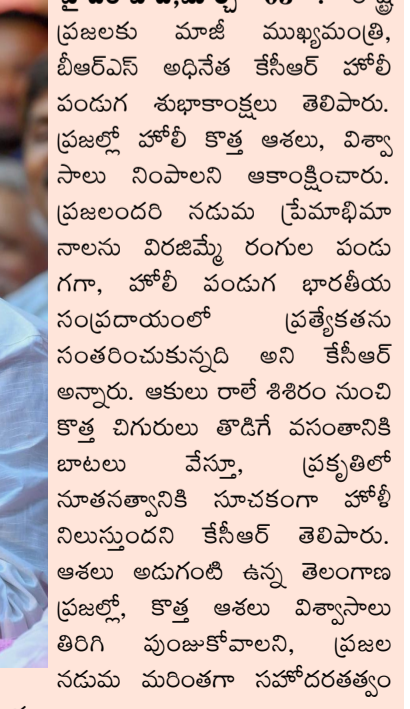 ప్రజలకు మాజీ ముఖ్యమంత్రి,
బీఆర్ఎస్ అధినేత కేసీఆర్ హోలీ
పండుగ శుభాకాంక్షలు తెలిపారు.
ప్రజల్లో హోలీ కొత్త ఆశలు, విశ్వా
సాలు నింపాలని ఆకాంక్షించారు.
ప్రజలందరి నడుమ ప్రేమాభిమా
నాలను విరజిమ్మే రంగుల పండు
గగా, హోలీ పండుగ భారతీయ
సంప్రదాయంలో ప్రత్యేకతను
సంతరించుకున్నది అని కేసీఆర్
అన్నారు. ఆకులు రాలే శిశిరం నుంచి
కొత్త చిగురులు తొడిగే వసంతానికి
బాటలు వేస్తూ, ప్రకృతిలో
నూతనత్వానికి సూచకంగా హోళీ
నిలుస్తుందని కేసీఆర్ తెలిపారు.
ఆశలు అడుగంటి ఉన్న తెలంగాణ
ప్రజల్లో, కొత్త ఆశలు విశ్వాసాలు
తిరిగి పుంజుకోవాలని, ప్రజల
నడుమ మరింతగా సహోదరతత్వం